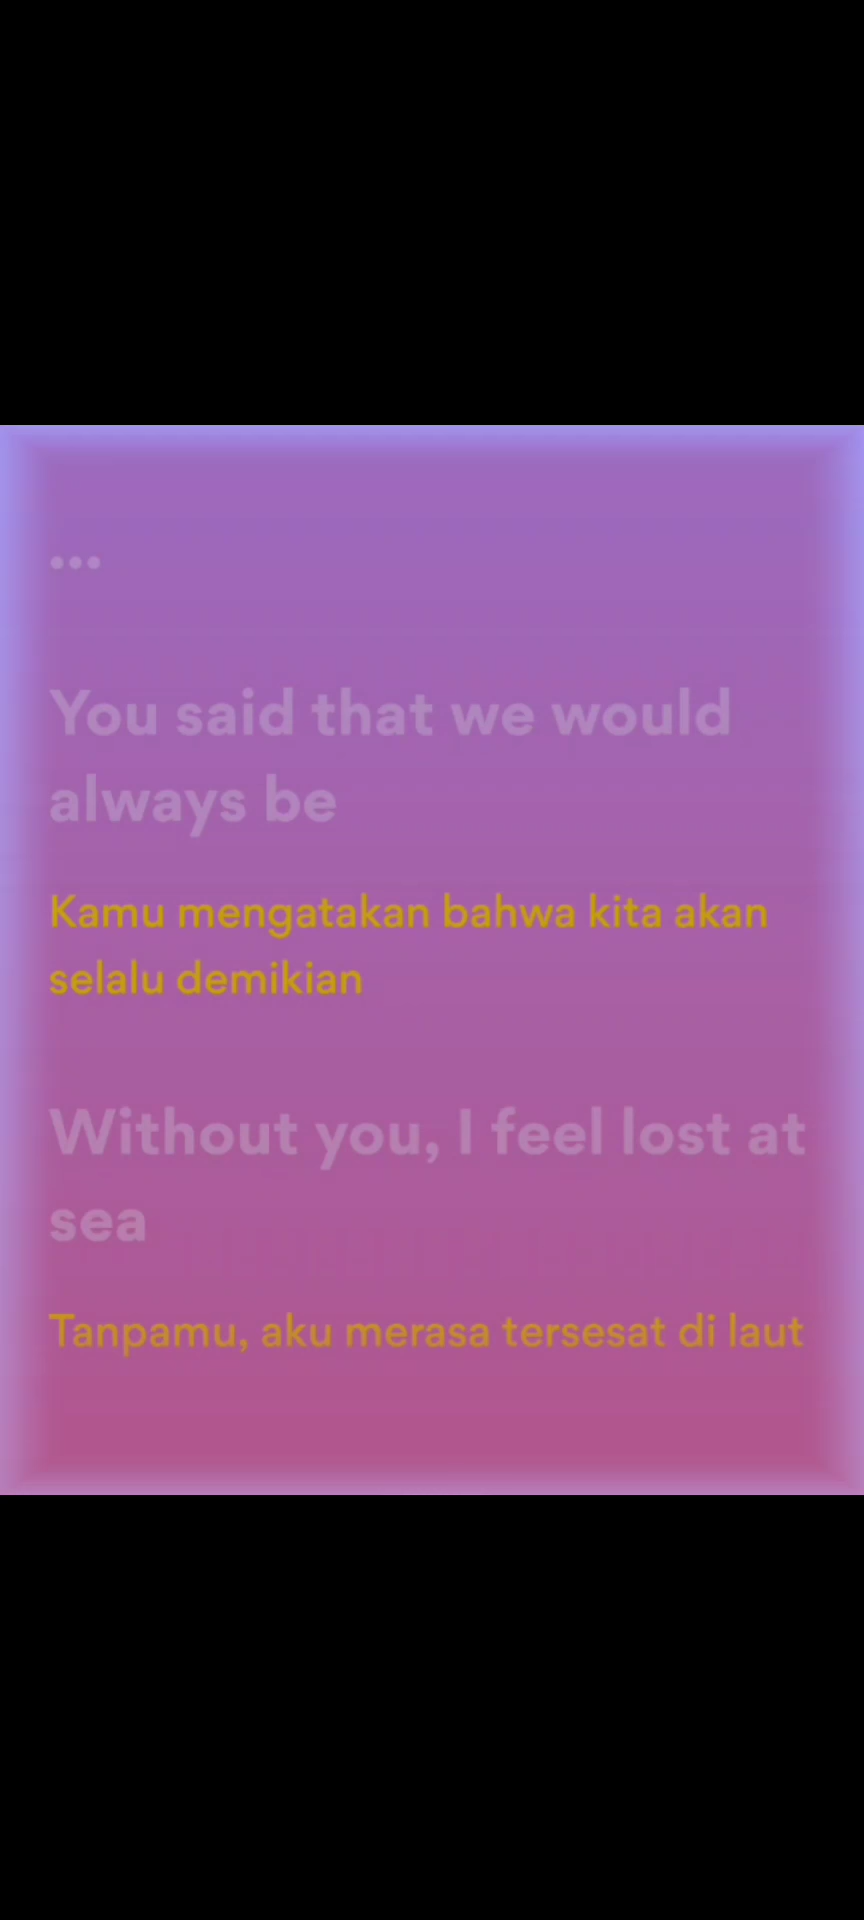 ...
You said that we would
always be
Kamu mengatakan bahwa kita akan
selalu demikian
Without you, I feel lost at
sea
Tanpamu, aku merasa tersesat di laut